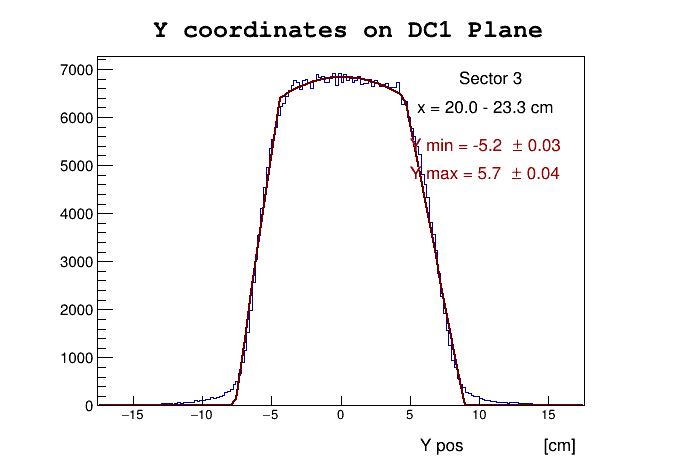 Y coordinates on DC1 Plane
Sector 3
x = 20.0 - 23.3 cm
Y min = -5.2 ± 0.03
Y max = 5.7 ± 0.04
7000
6000
5000
4000
3000
2000
1000
0
−15 −10 −5 0 5 10 15
Y pos [cm]